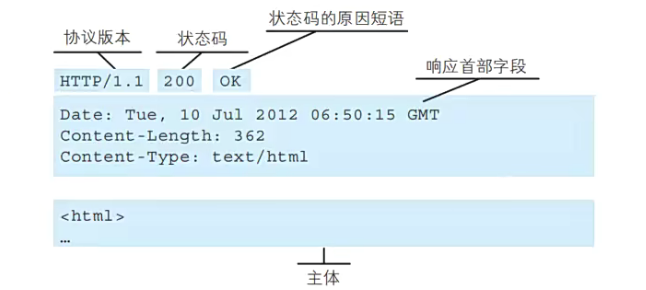 状态码的原因短语
协议版本 状态码
响应首部字段
HTTP/1.1 200 OK
Date: Tue, 10 Jul 2012 06:50:15 GMT
Content-Length: 362
Content-Type: text/html
<html>
…
主体